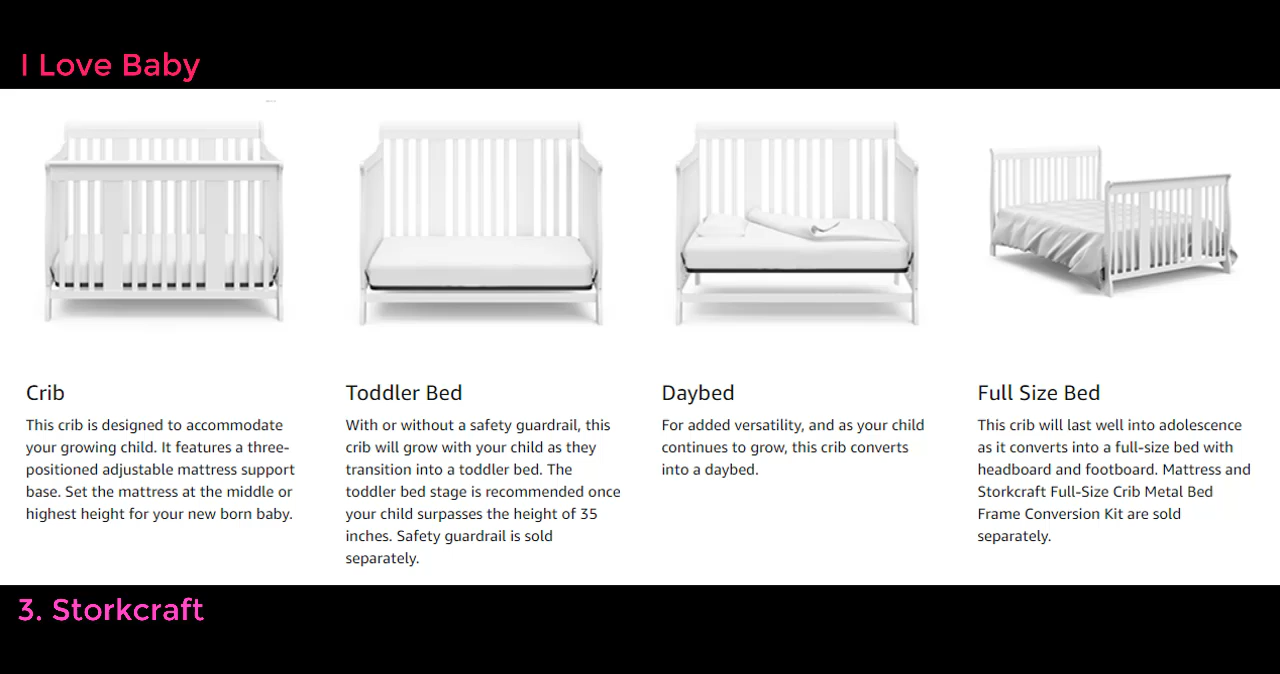 I Love Baby
Crib
This crib is designed to accommodate
your growing child. It features a three-
positioned adjustable mattress support
base. Set the mattress at the middle or
highest height for your new born baby.
Toddler Bed
With or without a safety guardrail, this
crib will grow with your child as they
transition into a toddler bed. The
toddler bed stage is recommended once
your child surpasses the height of 35
inches. Safety guardrail is sold
separately.
Daybed
For added versatility, and as your child
continues to grow, this crib converts
into a daybed.
Full Size Bed
This crib will last well into adolescence
as it converts into a full-size bed with
headboard and footboard. Mattress and
Storkcraft Full-Size Crib Metal Bed
Frame Conversion Kit are sold
separately.
3. Storkcraft